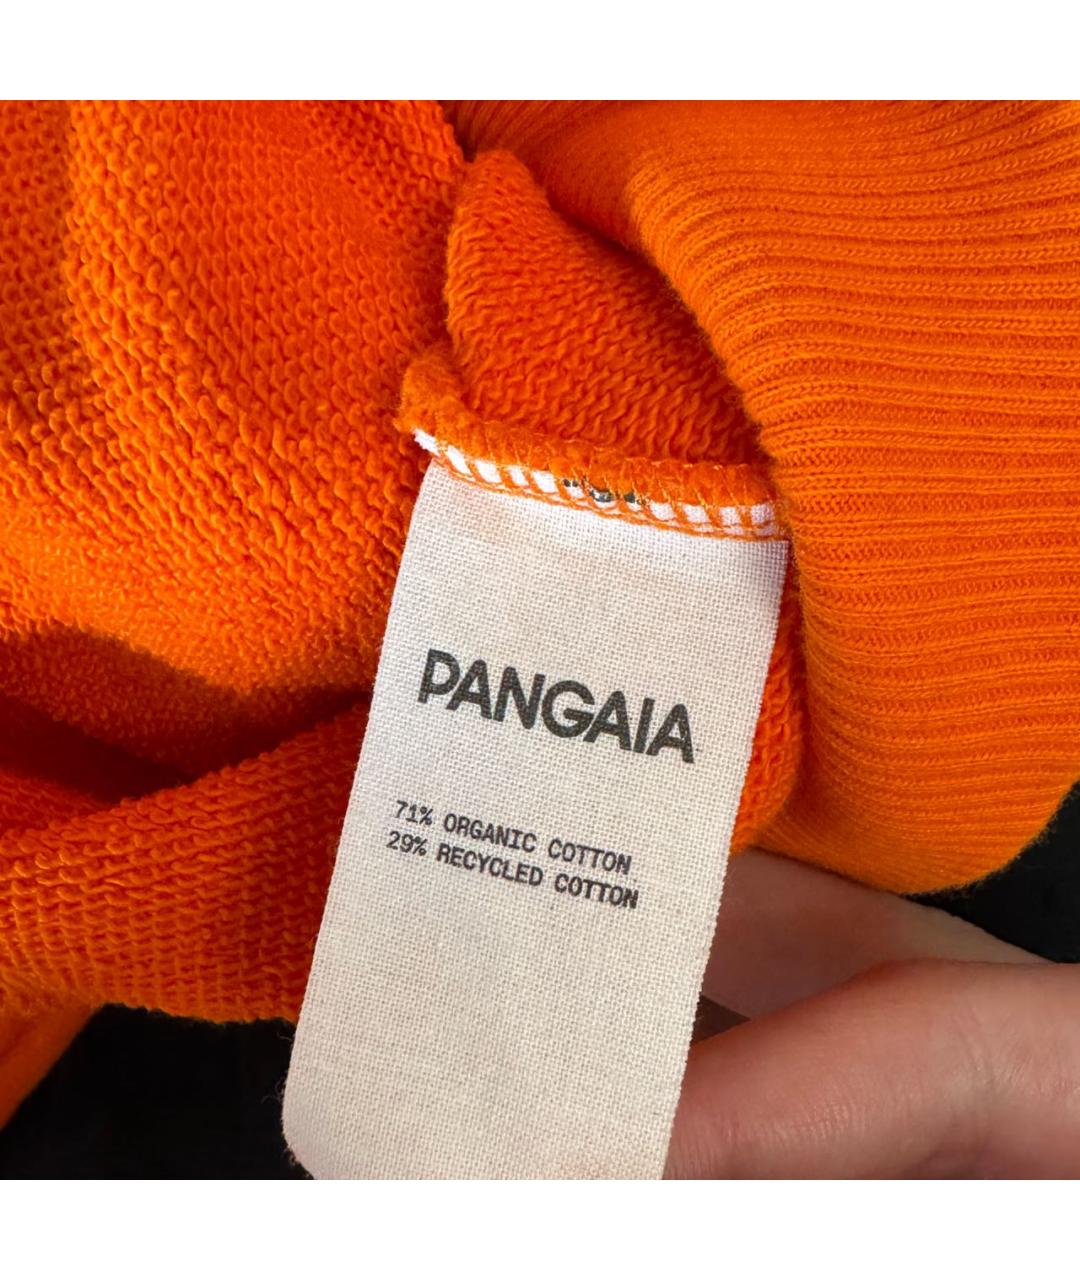 PANGAIA
71% ORGANIC COTTON
29% RECYCLED COTTON